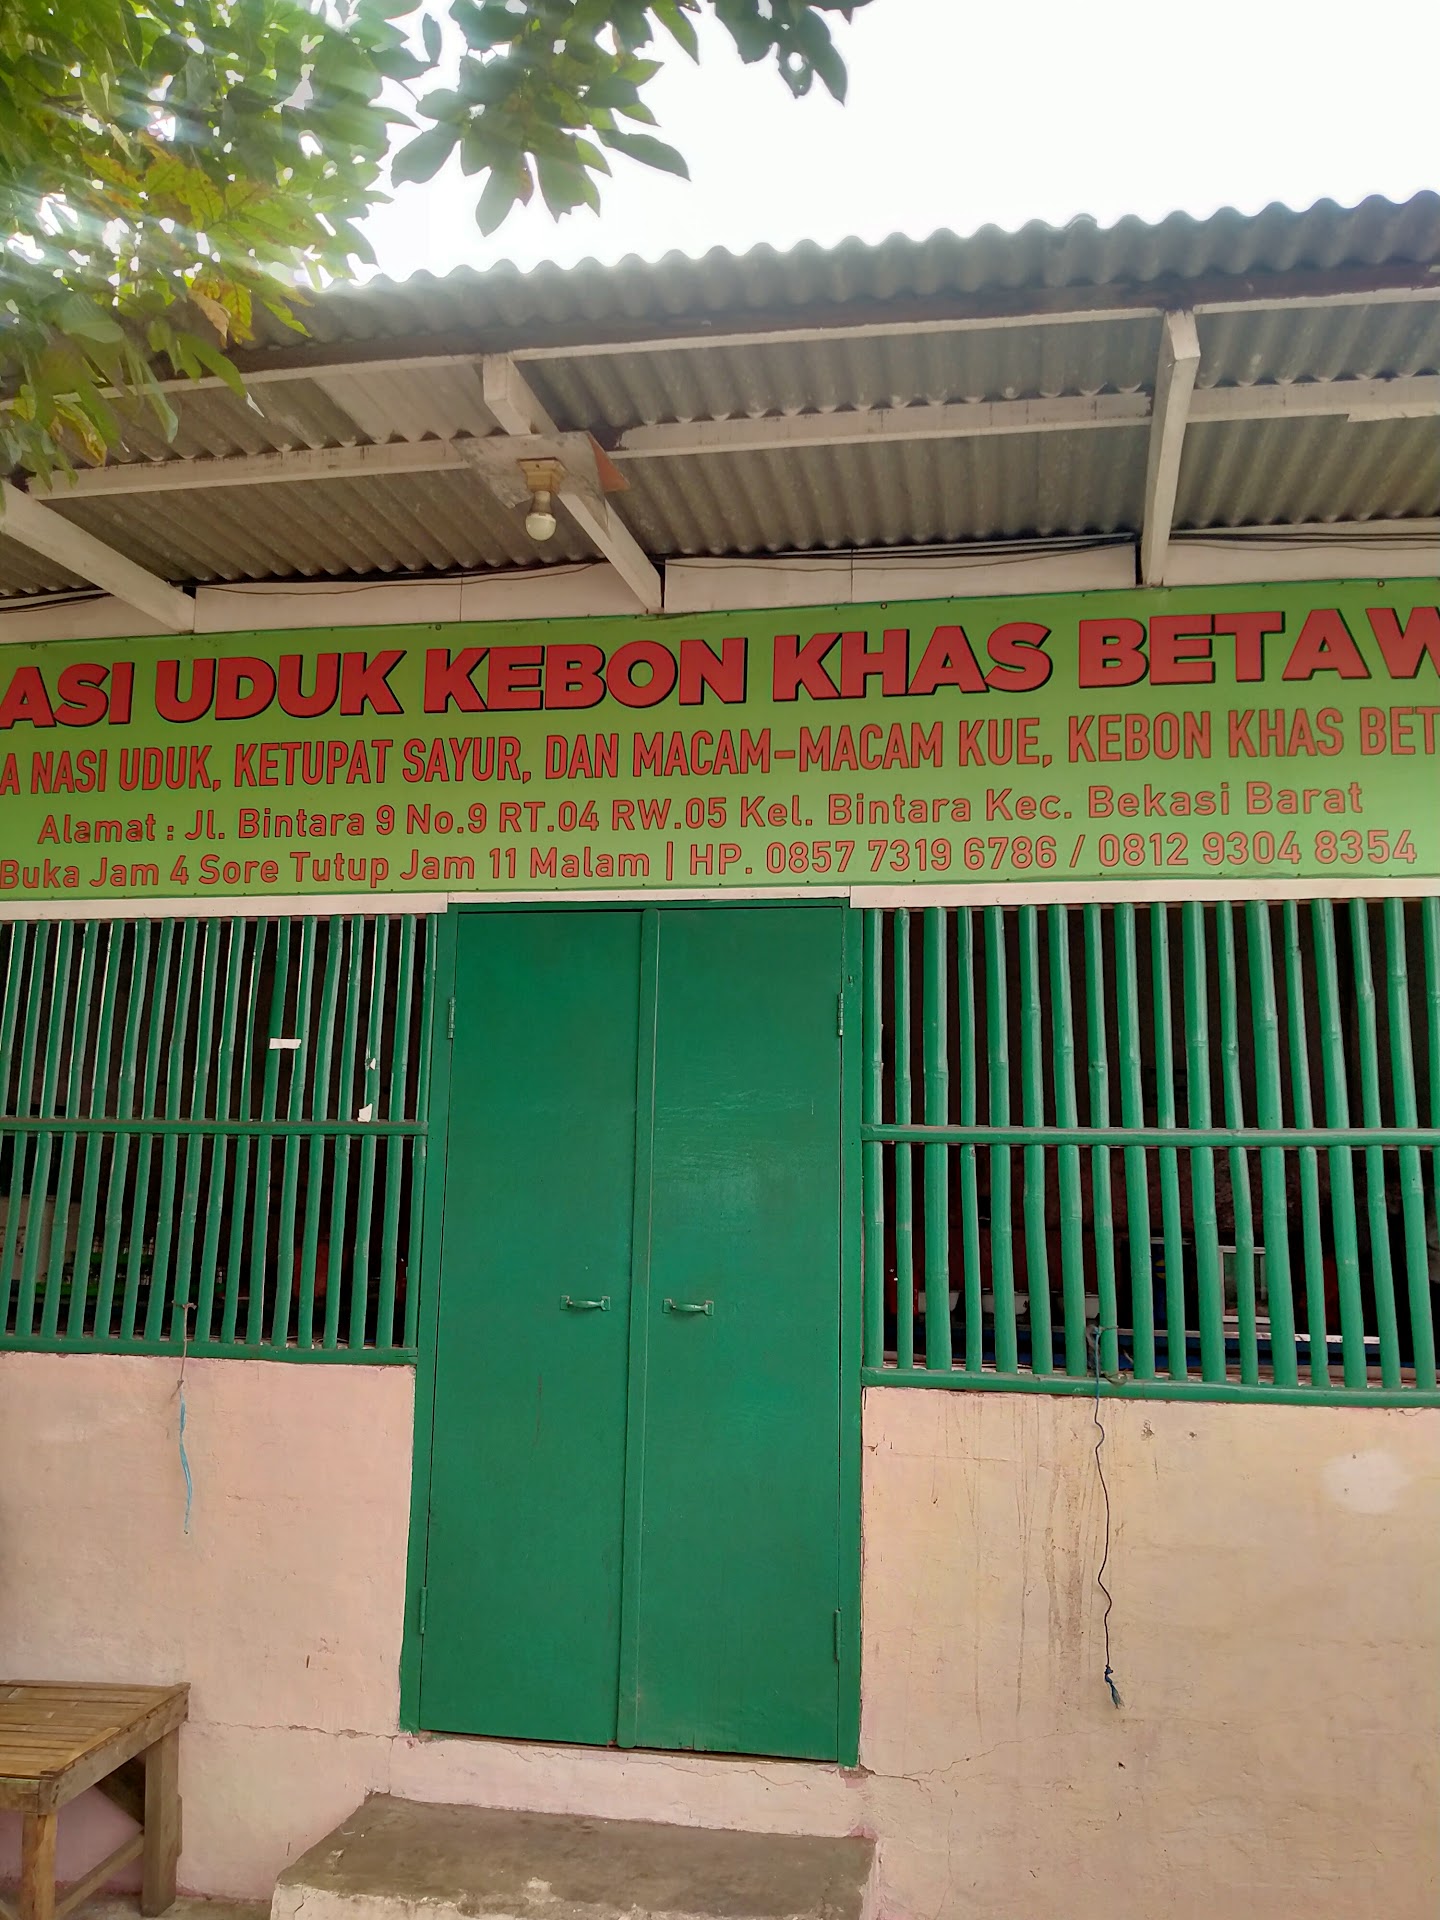 ASI UDUK KEBON KHAS BETAW
A NASI UDUK, KETUPAT SAYUR, DAN MACAM-MACAM KUE, KEBON KHAS BET
Alamat : Jl. Bintara 9 No.9 RT.04 RW.05 Kel. Bintara Kec. Bekasi Barat
Buka Jam 4 Sore Tutup Jam 11 Malam | HP. 0857 7319 6786 / 0812 9304 8354